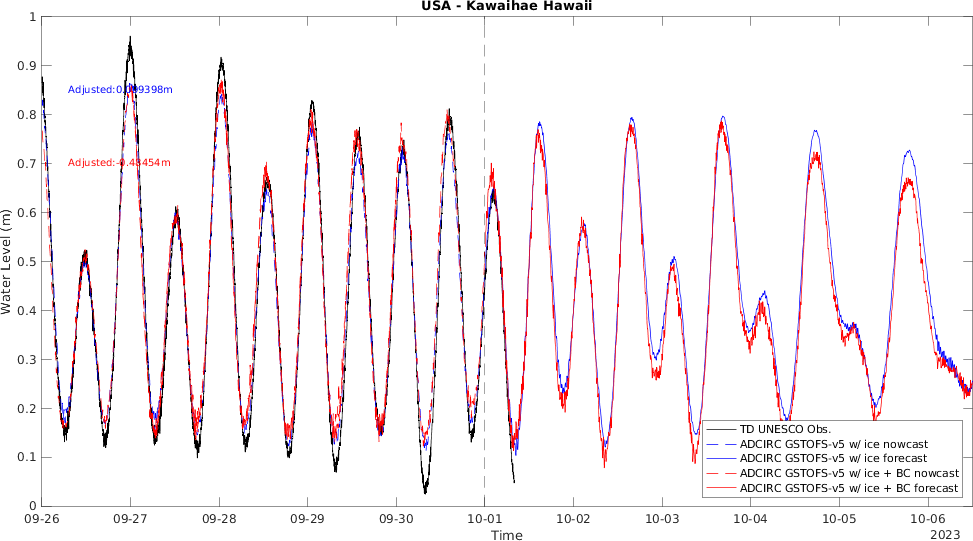 USA - Kawaihae Hawaii
1
0.9
0.8
0.7
0.6
0.5
0.4
0.3
0.2
0.1
0
Water Level (m)
Adjusted:-0.43454m
TD UNESCO Obs.
ADCIRC GSTOFS-v5 w/ ice nowcast
ADCIRC GSTOFS-v5 w/ ice forecast
ADCIRC GSTOFS-v5 w/ ice + BC nowcast
ADCIRC GSTOFS-v5 w/ ice + BC forecast
09-26 09-27 09-28 09-29 09-30 10-01 10-02 10-03 10-04 10-05 10-06
2023
Time